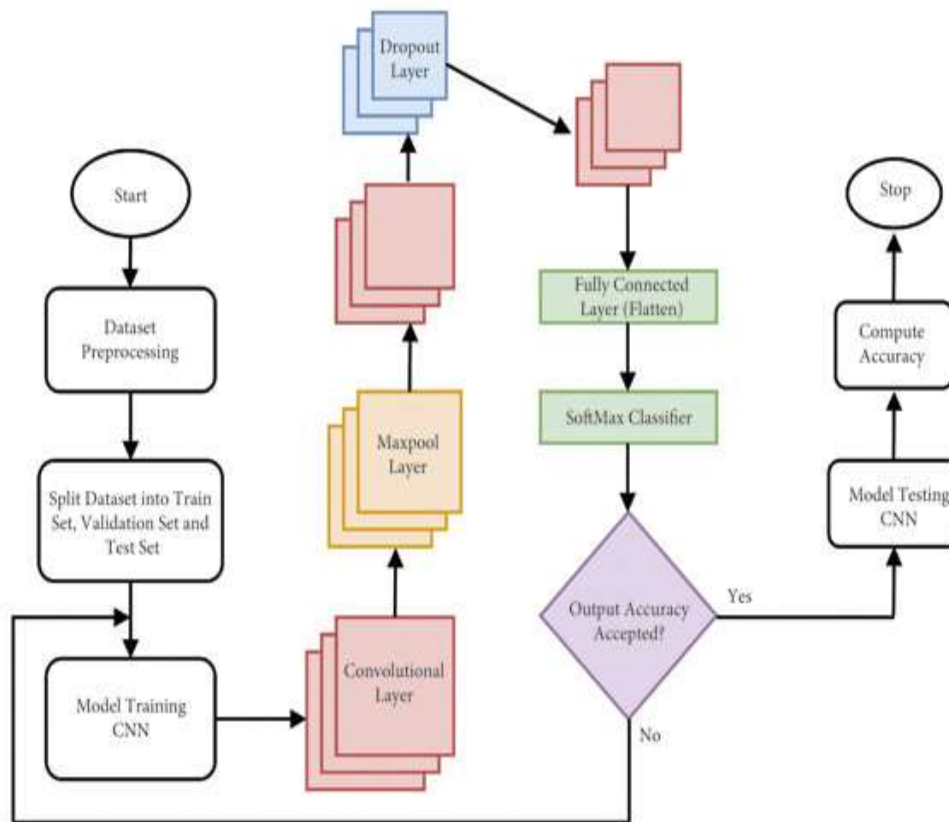 Start
Dataset
Preprocessing
Split Dataset into Train
Set, Validation Set and
Test Set
Model Training
CNN
Convolutional
Layer
Maxpool
Layer
Dropout
Layer
Fully Connected
Layer (Flatten)
SoftMax Classifier
Output Accuracy
Accepted?
Yes
No
Model Testing
CNN
Compute
Accuracy
Stop